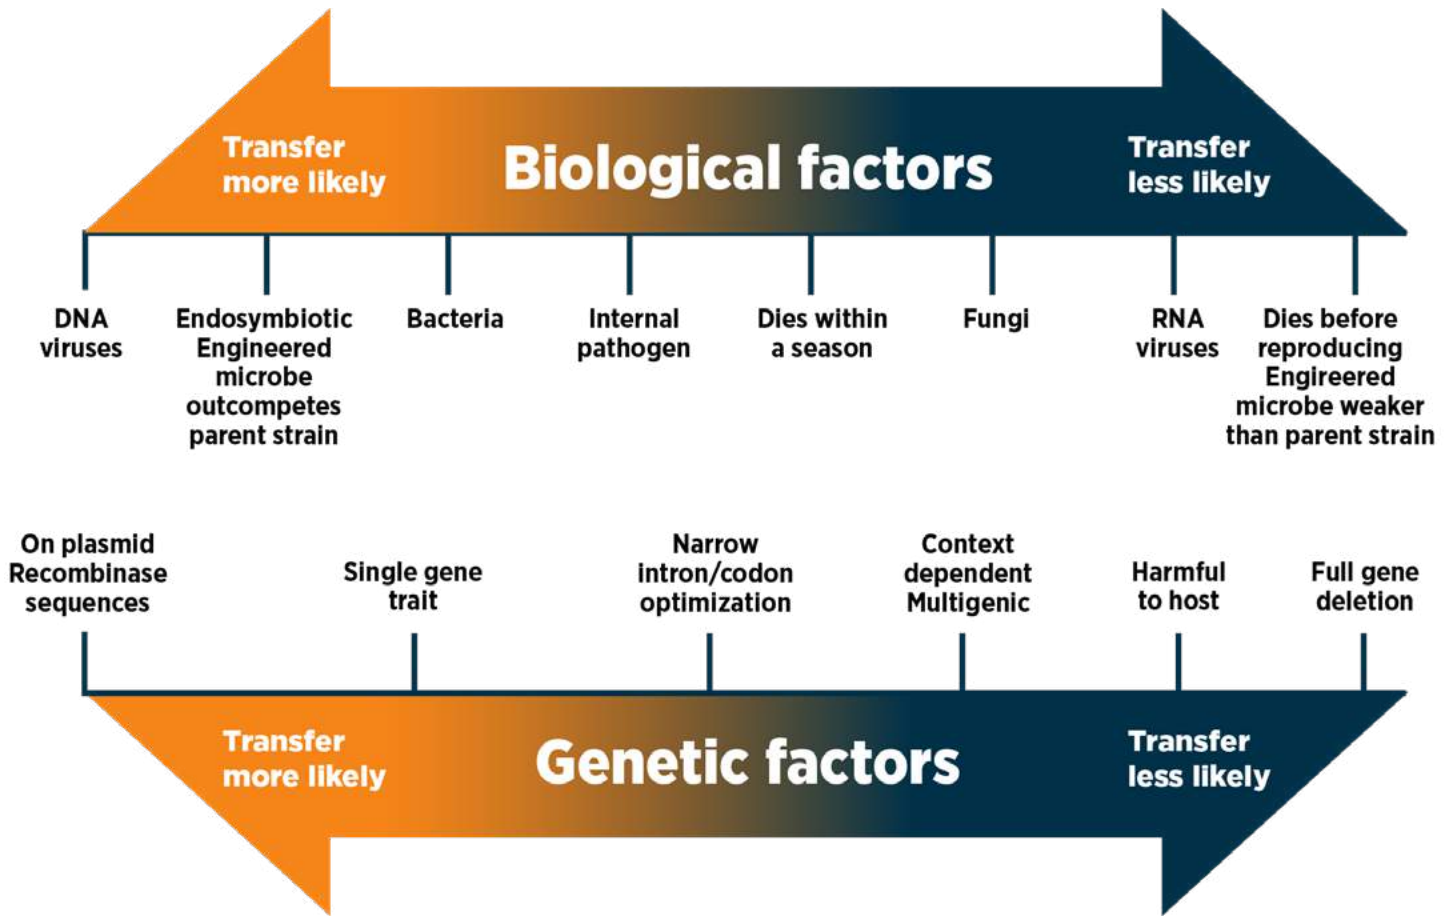 Transfer
more likely
Biological factors
Transfer
less likely
DNA
viruses
Endosymbiotic
Engineered
microbe
outcompetes
parent strain
Bacteria
Internal
pathogen
Dies within
a season
Fungi
RNA
viruses
Dies before
reproducing
Engireered
microbe weaker
than parent strain
On plasmid
Recombinase
sequences
Single gene
trait
Narrow
intron/codon
optimization
Context
dependent
Multigenic
Harmful
to host
Full gene
deletion
Transfer
more likely
Genetic factors
Transfer
less likely